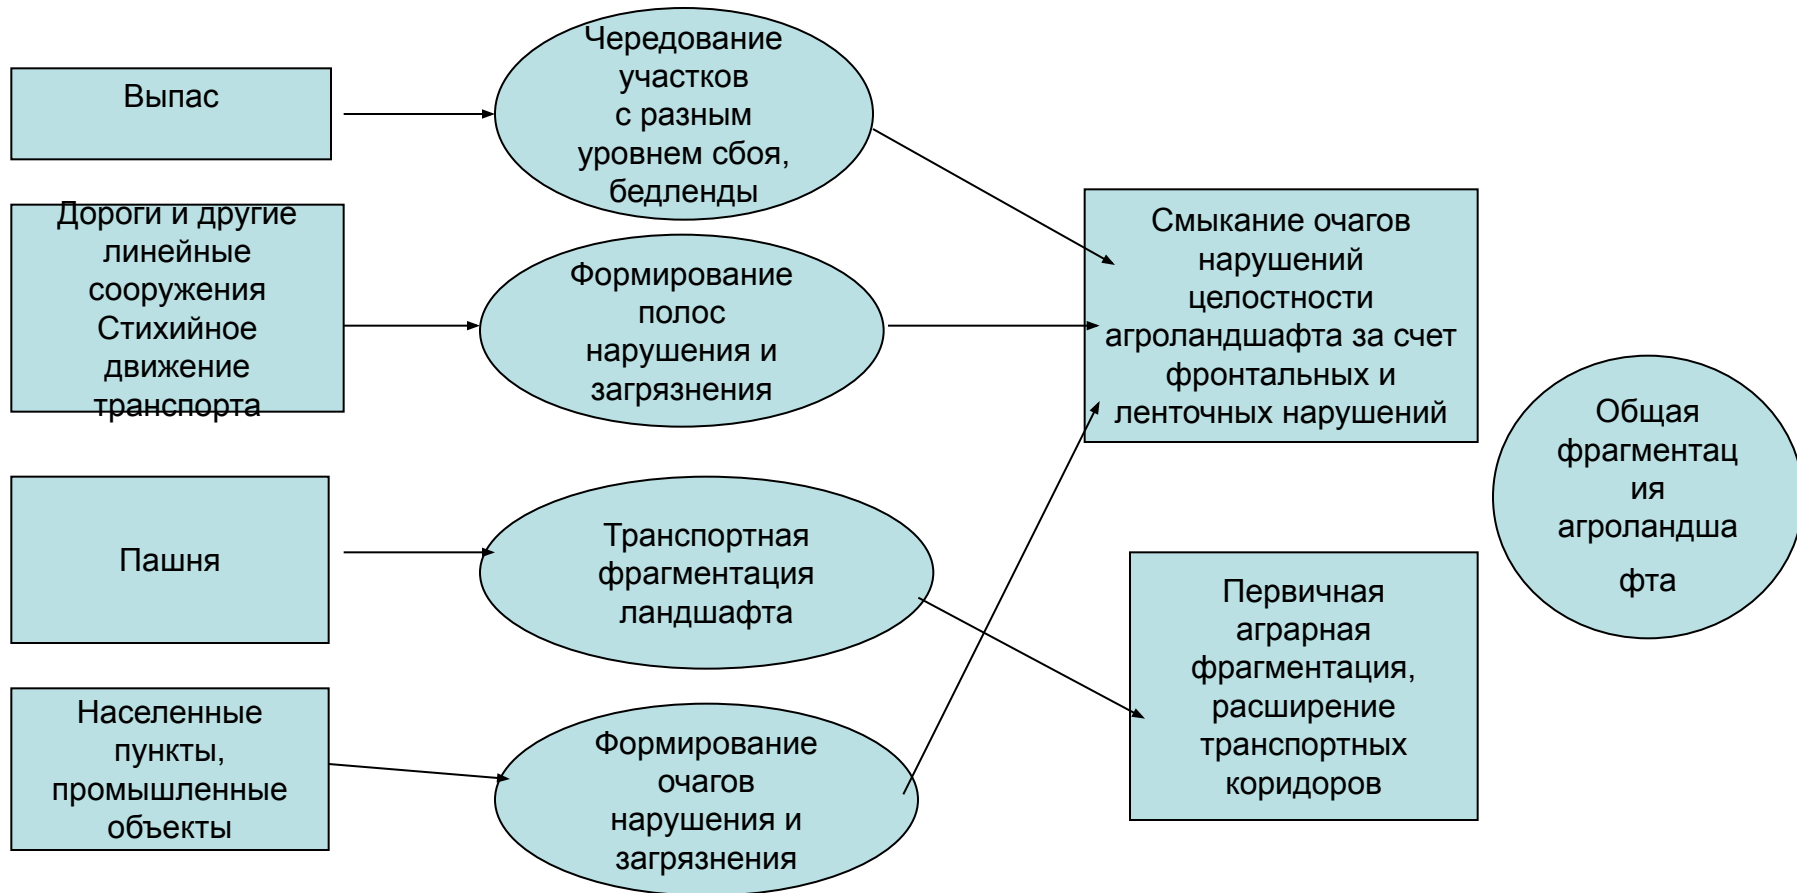 Выпас
Дороги и другие
линейные
сооружения
Стихийное
движение
транспорта
Пашня
Населенные
пункты,
промышленные
объекты
Чередование
участков
с разным
уровнем сбоя,
бедленды
Формирование
полос
нарушения и
загрязнения
Транспортная
фрагментация
ландшафта
Формирование
очагов
нарушения и
загрязнения
Смыкание очагов
нарушений
целостности
агроландшафта за счет
фронтальных и
ленточных нарушений
Первичная
аграрная
фрагментация,
расширение
транспортных
коридоров
Общая
фрагментац
ия
агроландша
фта